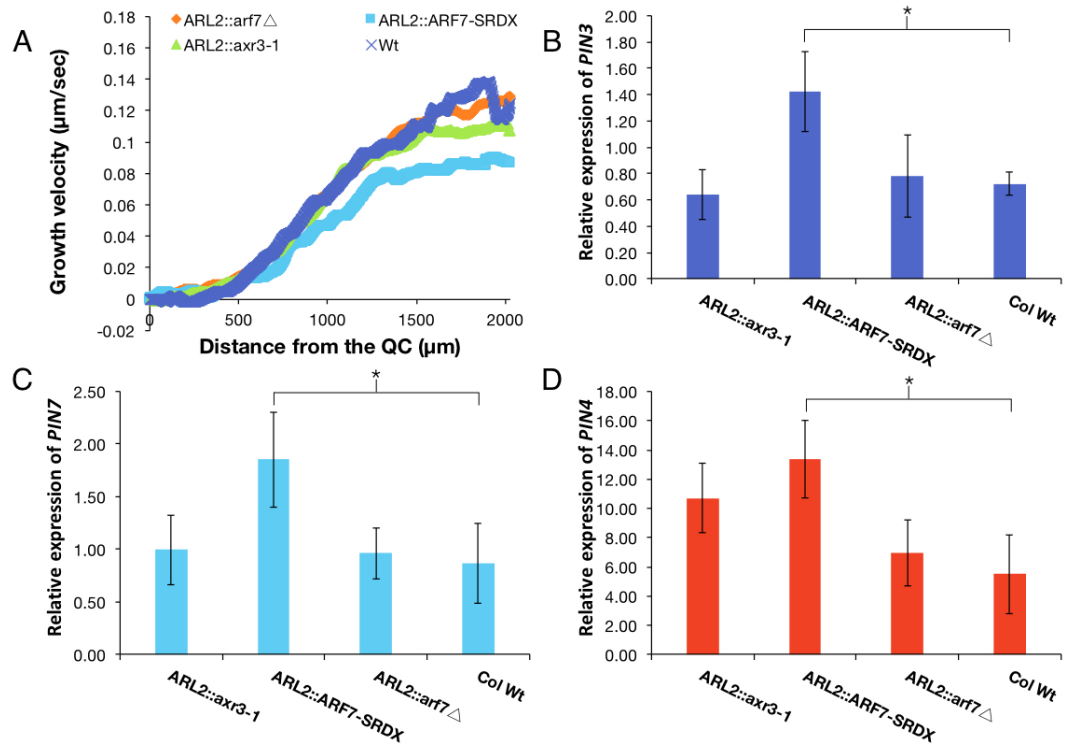 A
0.18
0.16
0.14
0.12
0.1
0.08
0.06
0.04
0.02
0
-0.02
Growth velocity (µm/sec)
ARL2::arf7△
ARL2::ARF7-SRDX
ARL2::axr3-1
Wt
0
500
1000
1500
2000
Distance from the QC (µm)
B
2.00
1.80
1.60
1.40
1.20
1.00
0.80
0.60
0.40
0.20
0.00
Relative expression of PIN3
*
ARL2::axr3-1
ARL2::ARF7-SRDX
ARL2::arf7△
Col Wt
C
2.50
2.00
1.50
1.00
0.50
0.00
Relative expression of PIN7
*
ARL2::axr3-1
ARL2::ARF7-SRDX
ARL2::arf7△
Col Wt
D
18.00
16.00
14.00
12.00
10.00
8.00
6.00
4.00
2.00
0.00
Relative expression of PIN4
*
ARL2::axr3-1
ARL2::ARF7-SRDX
ARL2::arf7△
Col Wt